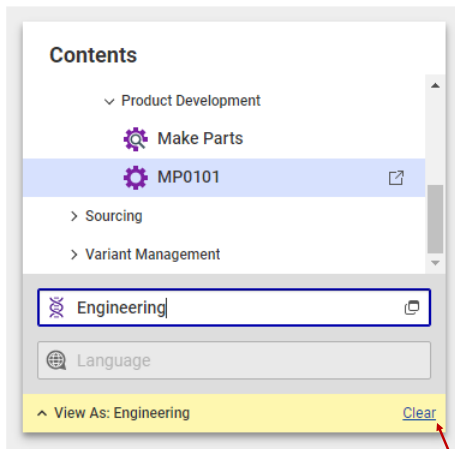 Contents
Product Development
Make Parts
MP0101
Sourcing
Variant Management
Engineering
Language
View As: Engineering Clear